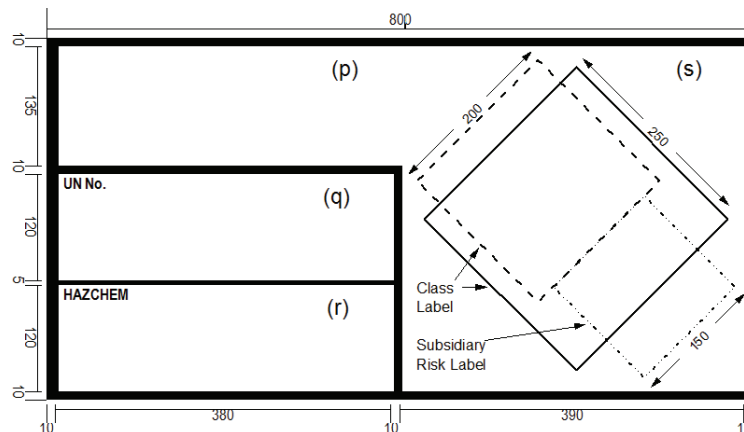 800
10
(p)
(s)
135
200
250
10
UN No.
(q)
120
Class
Label
5
HAZCHEM
(r)
120
Subsidiary
Risk Label
150
10
10
380
10
390
1